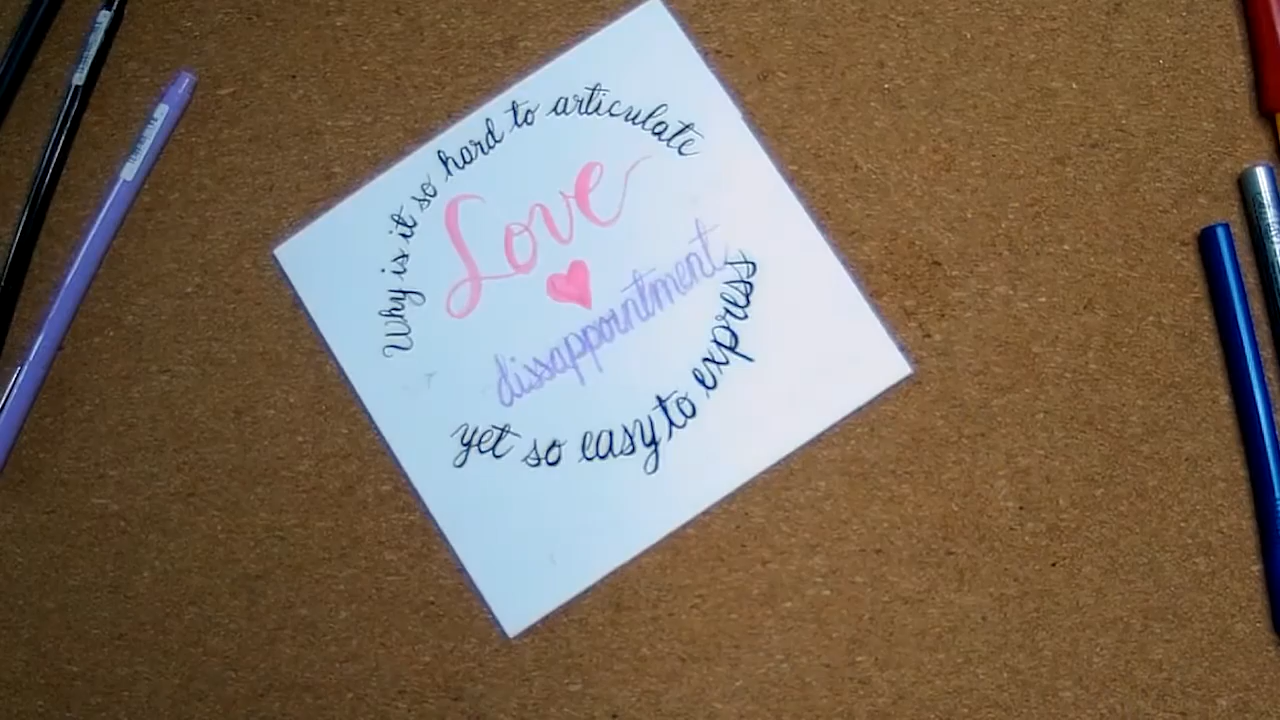 Why is it so hard to articulate
Love
dissappointment
yet so easy to express